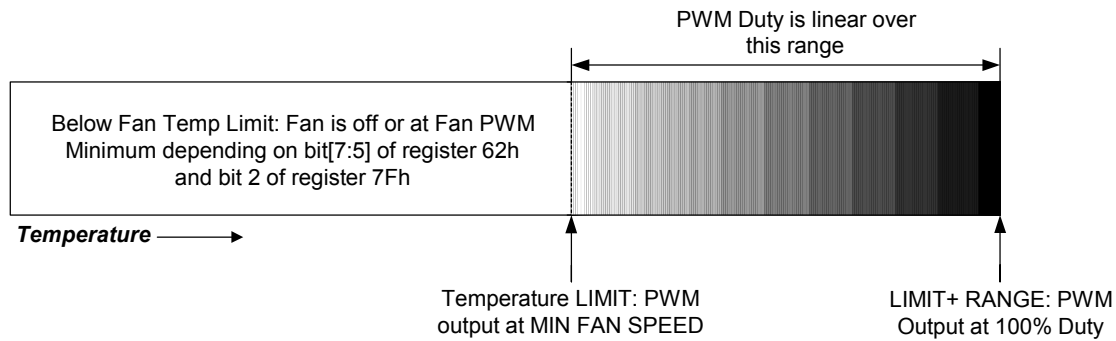 PWM Duty is linear over
this range
Below Fan Temp Limit: Fan is off or at Fan PWM
Minimum depending on bit[7:5] of register 62h
and bit 2 of register 7Fh
Temperature
Temperature LIMIT: PWM
output at MIN FAN SPEED
LIMIT+ RANGE: PWM
Output at 100% Duty